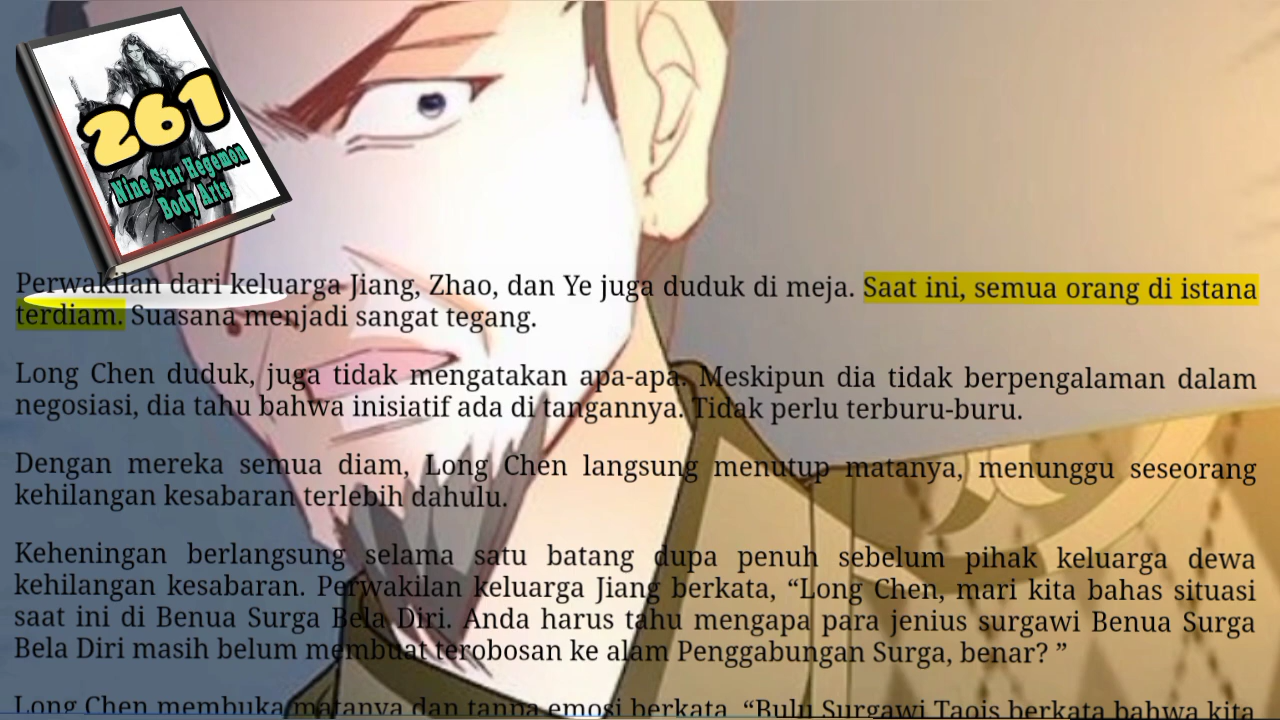 261
Nine Star Hegemon
Body Arts
Perwakilan dari keluarga Jiang, Zhao, dan Ye juga duduk di meja. Saat ini, semua orang di istana
terdiam. Suasana menjadi sangat tegang.
Long Chen duduk, juga tidak mengatakan apa-apa. Meskipun dia tidak berpengalaman dalam
negosiasi, dia tahu bahwa inisiatif ada di tangannya. Tidak perlu terburu-buru.
Dengan mereka semua diam, Long Chen langsung menutup matanya, menunggu seseorang
kehilangan kesabaran terlebih dahulu.
Keheningan berlangsung selama satu batang dupa penuh sebelum pihak keluarga dewa
kehilangan kesabaran. Perwakilan keluarga Jiang berkata, “Long Chen, mari kita bahas situasi
saat ini di Benua Surga Bela Diri. Anda harus tahu mengapa para jenius surgawi Benua Surga
Bela Diri masih belum membuat terobosan ke alam Penggabungan Surga, benar? ”
Long Chen membuka matanya dan tanpa emosi berkata, “Bulu Surgawi Taois berkata bahwa kita